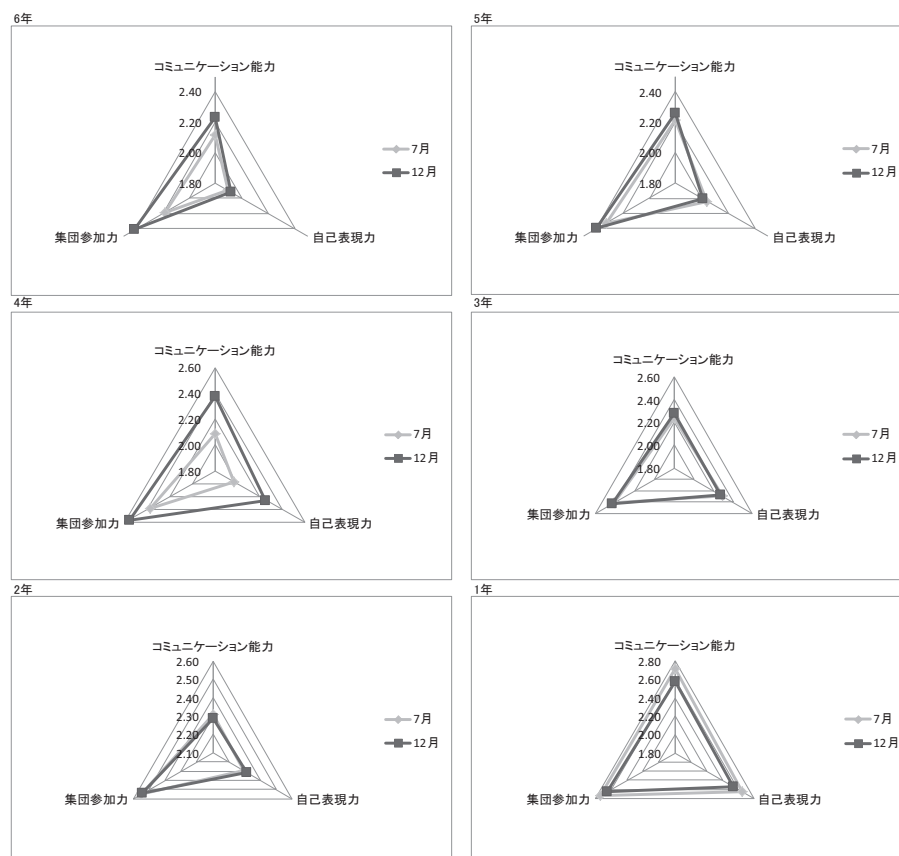 6年
コミュニケーション能力
2.40
2.20
2.00
1.80
集団参加力
自己表現力
7月
12月
5年
コミュニケーション能力
2.40
2.20
2.00
1.80
集団参加力
自己表現力
7月
12月
4年
コミュニケーション能力
2.60
2.40
2.20
2.00
1.80
集団参加力
自己表現力
7月
12月
3年
コミュニケーション能力
2.60
2.40
2.20
2.00
1.80
集団参加力
自己表現力
7月
12月
2年
コミュニケーション能力
2.60
2.50
2.40
2.30
2.20
2.10
集団参加力
自己表現力
7月
12月
1年
コミュニケーション能力
2.80
2.60
2.40
2.20
2.00
1.80
集団参加力
自己表現力
7月
12月